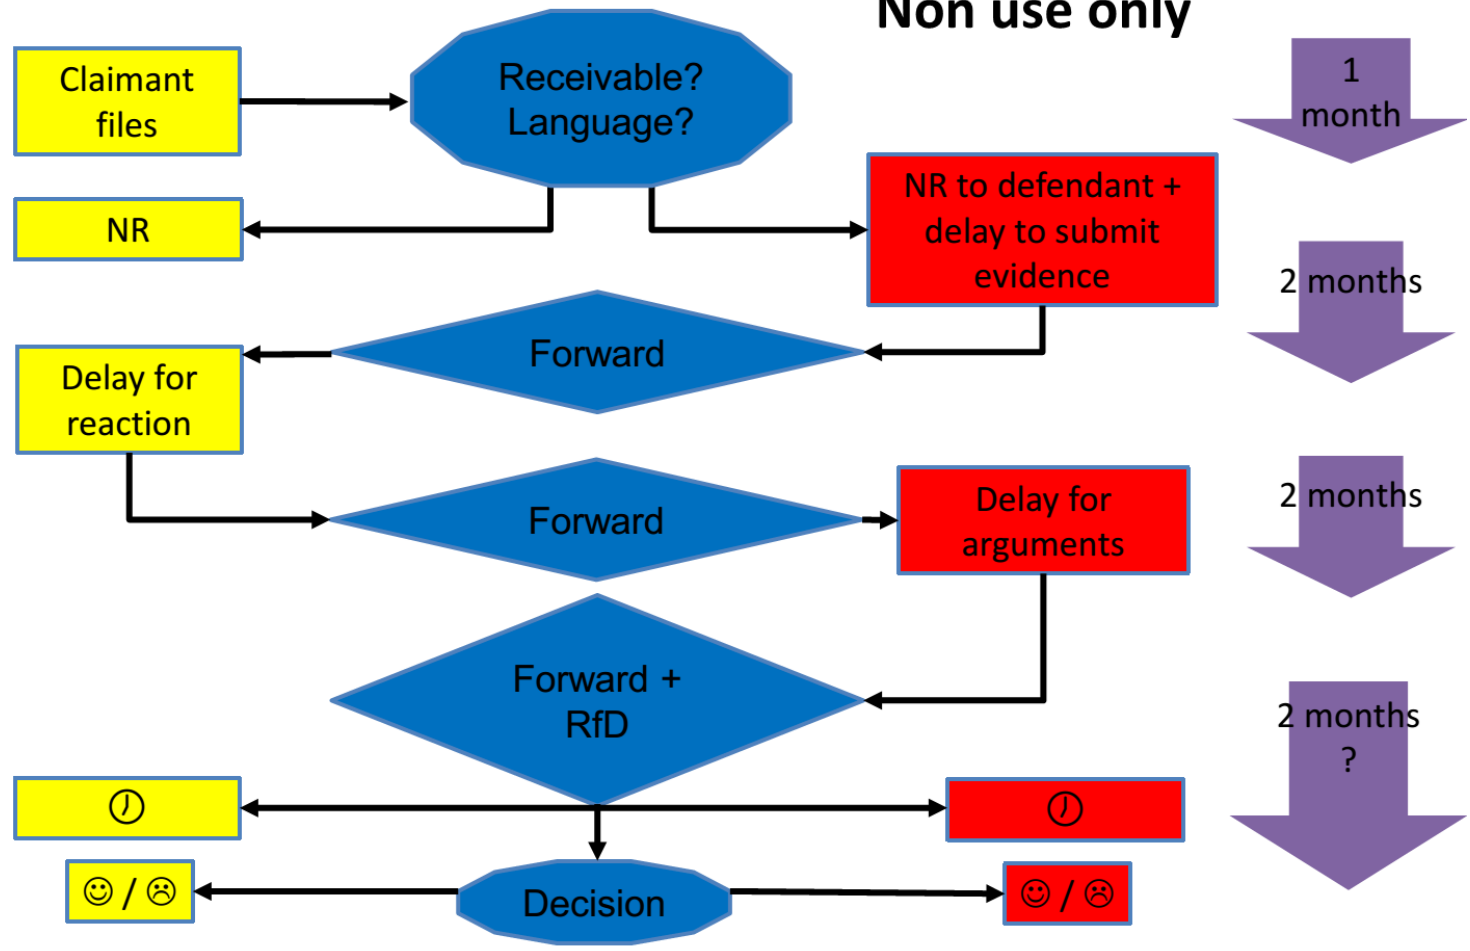 Non use only
Claimant
files
Receivable?
Language?
1
month
NR
NR to defendant +
delay to submit
evidence
2 months
Forward
Delay for
reaction
Forward
Delay for
arguments
2 months
Forward +
RfD
2 months
?
☺ / ☹
Decision
☺ / ☹